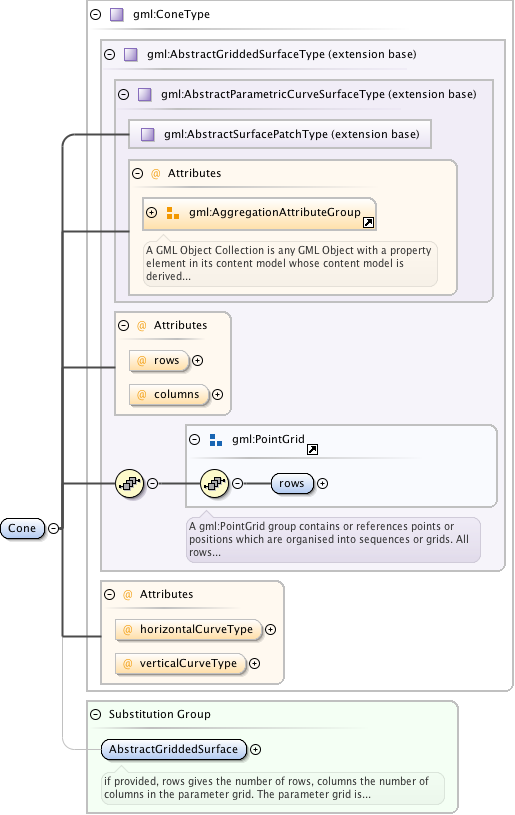 gml:ConeType
gml:AbstractGriddedSurfaceType (extension base)
gml:AbstractParametricCurveSurfaceType (extension base)
gml:AbstractSurfacePatchType (extension base)
@ Attributes
gml:AggregationAttributeGroup
A GML Object Collection is any GML Object with a property
element in its content model whose content model is
derived...
@ Attributes
@ rows
@ columns
gml:PointGrid
rows
A gml:PointGrid group contains or references points or
positions which are organised into sequences or grids. All
rows...
Cone
@ Attributes
@ horizontalCurveType
@ verticalCurveType
Substitution Group
AbstractGriddedSurface
if provided, rows gives the number of rows, columns the number of
columns in the parameter grid. The parameter grid is...